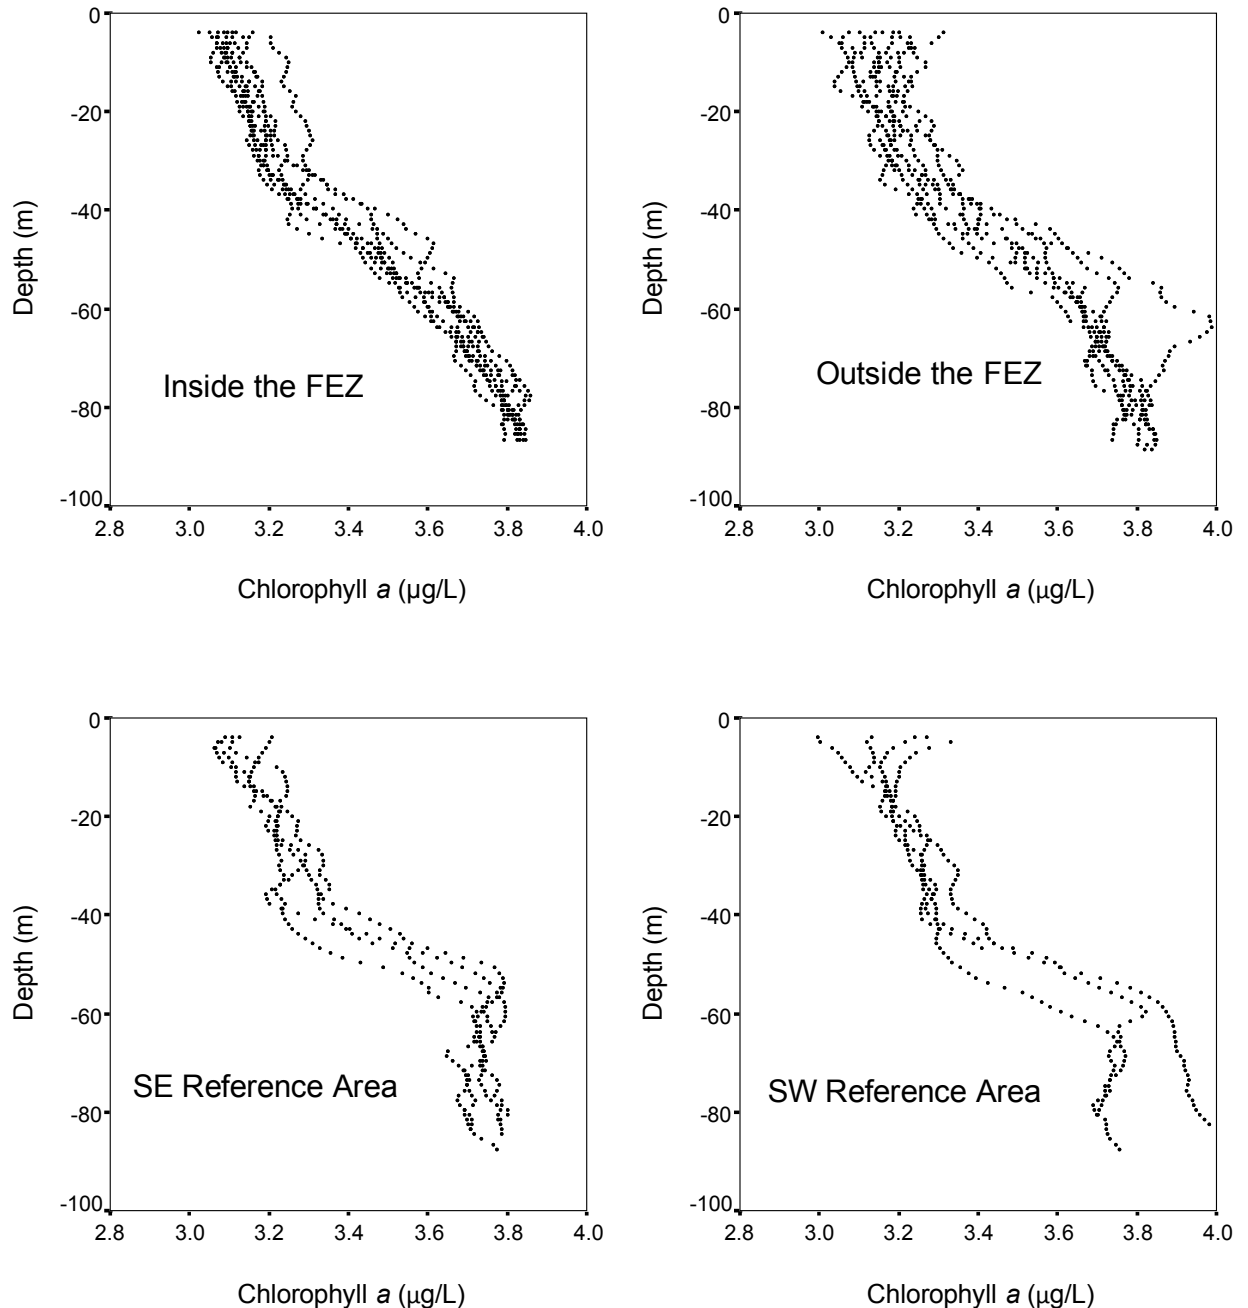 0
-20
-40
-60
-80
-100
Depth (m)
Inside the FEZ
2.8 3.0 3.2 3.4 3.6 3.8 4.0
Chlorophyll a (µg/L)
0
-20
-40
-60
-80
-100
Depth (m)
Outside the FEZ
2.8 3.0 3.2 3.4 3.6 3.8 4.0
Chlorophyll a (µg/L)
0
-20
-40
-60
-80
-100
Depth (m)
SE Reference Area
2.8 3.0 3.2 3.4 3.6 3.8 4.0
Chlorophyll a (µg/L)
0
-20
-40
-60
-80
-100
Depth (m)
SW Reference Area
2.8 3.0 3.2 3.4 3.6 3.8 4.0
Chlorophyll a (µg/L)